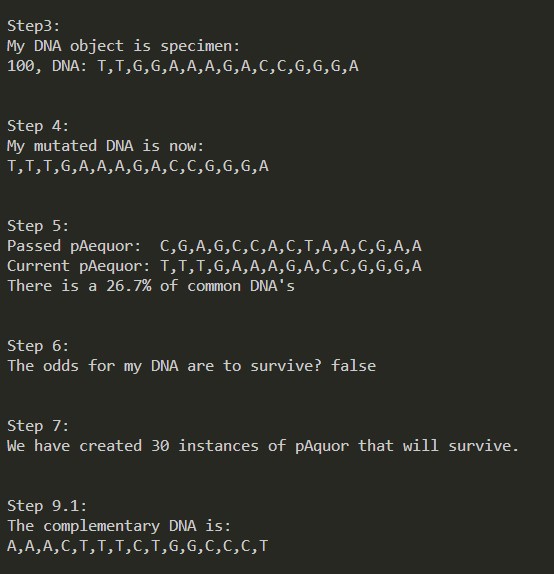 Step3:
My DNA object is specimen:
100, DNA: T,T,G,G,A,A,A,G,A,C,C,G,G,G,A
Step 4:
My mutated DNA is now:
T,T,T,G,A,A,A,G,A,C,C,G,G,G,A
Step 5:
Passed pAequor:  C,G,A,G,C,C,A,C,T,A,A,C,G,A,A
Current pAequor: T,T,T,G,A,A,A,G,A,C,C,G,G,G,A
There is a 26.7% of common DNA's
Step 6:
The odds for my DNA are to survive? false
Step 7:
We have created 30 instances of pAquor that will survive.
Step 9.1:
The complementary DNA is:
A,A,A,C,T,T,T,C,T,G,G,C,C,C,T